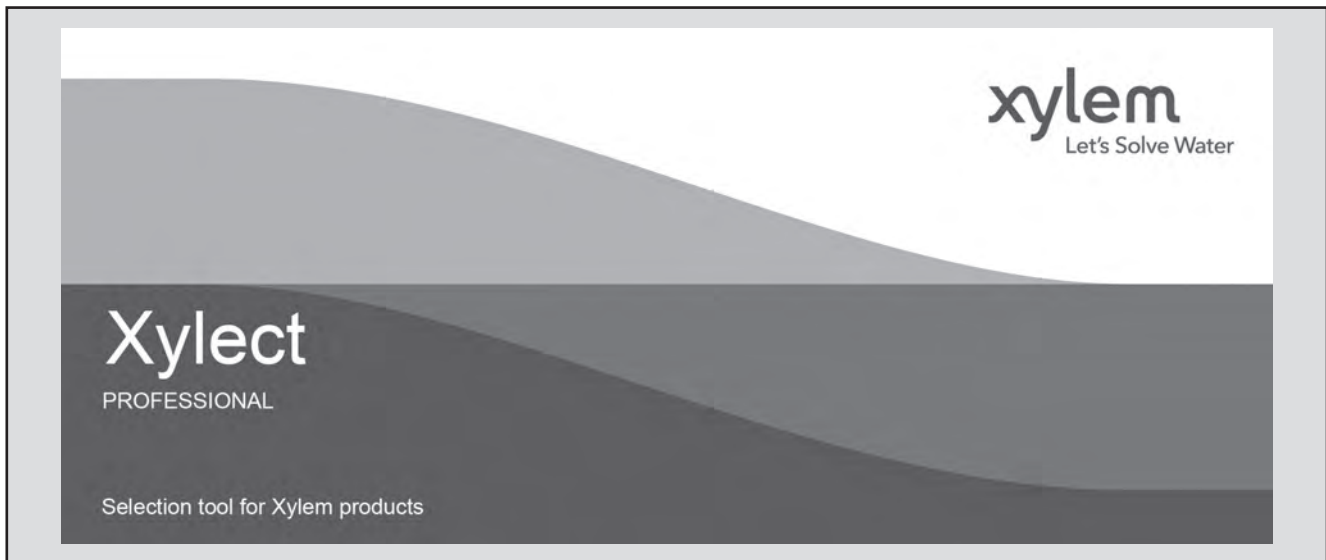 xylem
Let's Solve Water
Xylect
PROFESSIONAL
Selection tool for Xylem products